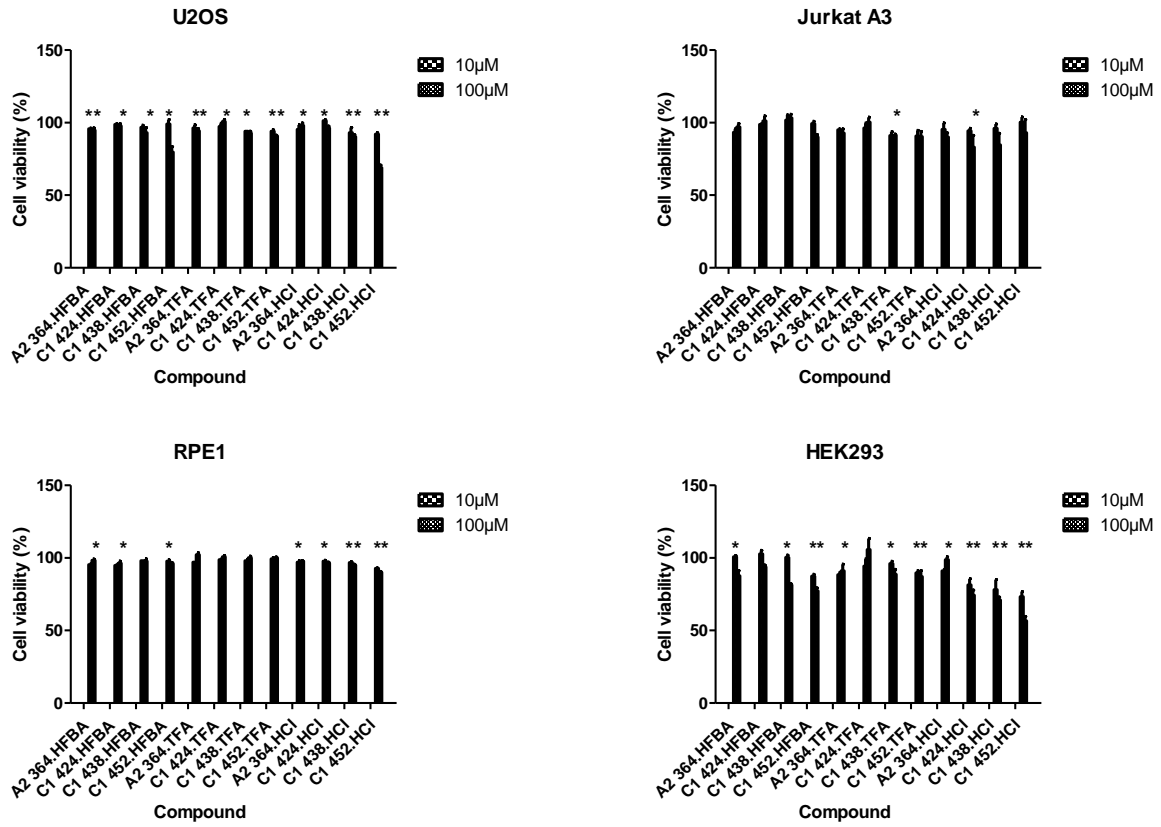 U2OS
150
100
50
0
Cell viability (%)
** * * * ** * * ** * * ** **
10µM
100µM
A2 364.HFBA
C1 424.HFBA
C1 438.HFBA
C1 452.HFBA
A2 364.TFA
C1 424.TFA
C1 438.TFA
C1 452.TFA
A2 364.HCl
C1 424.HCl
C1 438.HCl
C1 452.HCl
Compound
Jurkat A3
150
100
50
0
Cell viability (%)
* *
10µM
100µM
A2 364.HFBA
C1 424.HFBA
C1 438.HFBA
C1 452.HFBA
A2 364.TFA
C1 424.TFA
C1 438.TFA
C1 452.TFA
A2 364.HCl
C1 424.HCl
C1 438.HCl
C1 452.HCl
Compound
RPE1
150
100
50
0
Cell viability (%)
* * * * * ** **
10µM
100µM
A2 364.HFBA
C1 424.HFBA
C1 438.HFBA
C1 452.HFBA
A2 364.TFA
C1 424.TFA
C1 438.TFA
C1 452.TFA
A2 364.HCl
C1 424.HCl
C1 438.HCl
C1 452.HCl
Compound
HEK293
150
100
50
0
Cell viability (%)
* * ** * * ** * ** ** **
10µM
100µM
A2 364.HFBA
C1 424.HFBA
C1 438.HFBA
C1 452.HFBA
A2 364.TFA
C1 424.TFA
C1 438.TFA
C1 452.TFA
A2 364.HCl
C1 424.HCl
C1 438.HCl
C1 452.HCl
Compound